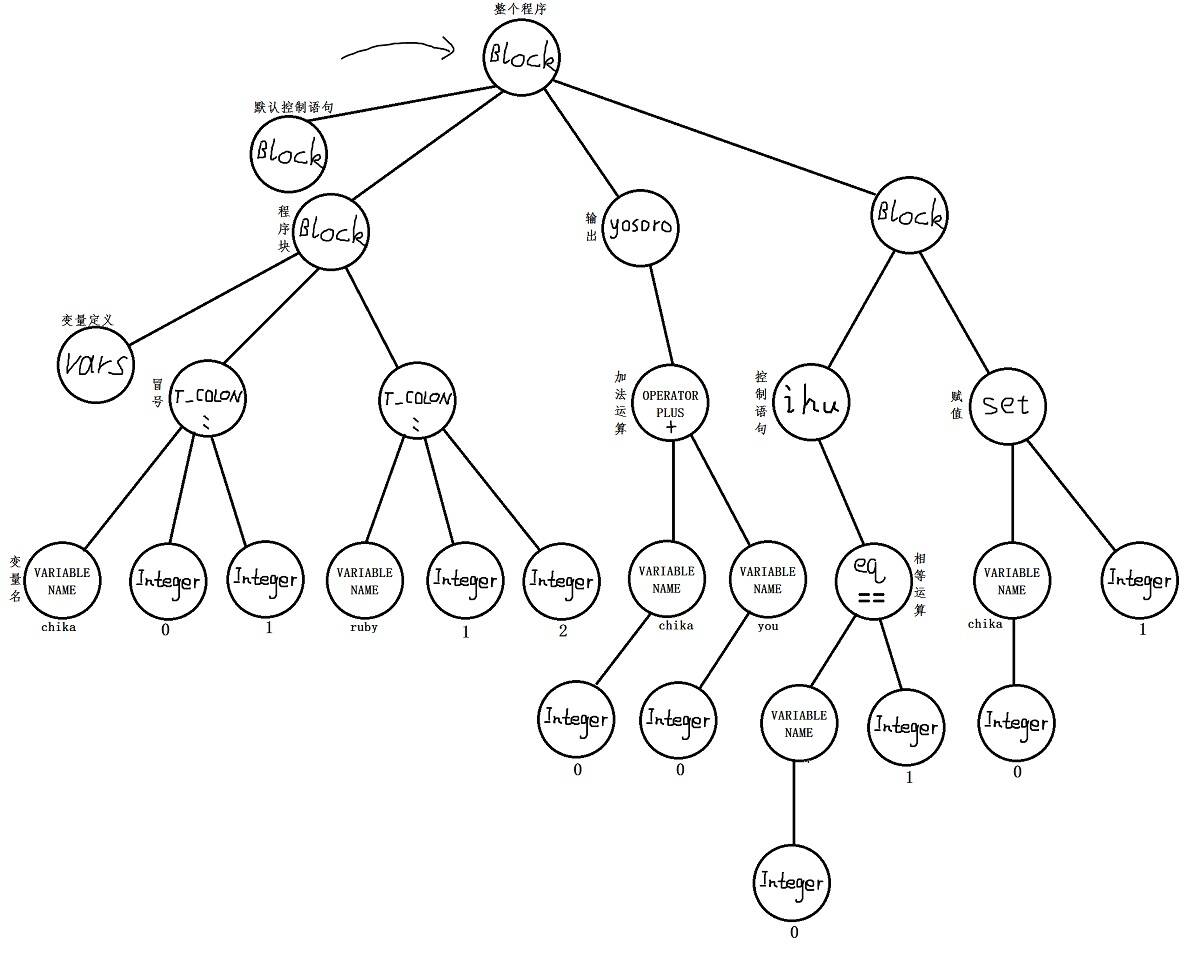 整个程序
Block
默认控制语句
Block
程序块
Block
输出
yosoro
Block
变量定义
vars
冒号
T_COLON
:
T_COLON
:
加法运算
OPERATOR
PLUS
+
控制语句
ihu
赋值
set
变量名
VARIABLE
NAME
chika
Integer
0
Integer
1
VARIABLE
NAME
ruby
Integer
1
Integer
2
VARIABLE
NAME
chika
VARIABLE
NAME
you
eq
==
相等运算
VARIABLE
NAME
chika
Integer
1
Integer
0
Integer
0
VARIABLE
NAME
Integer
1
Integer
0
Integer
0